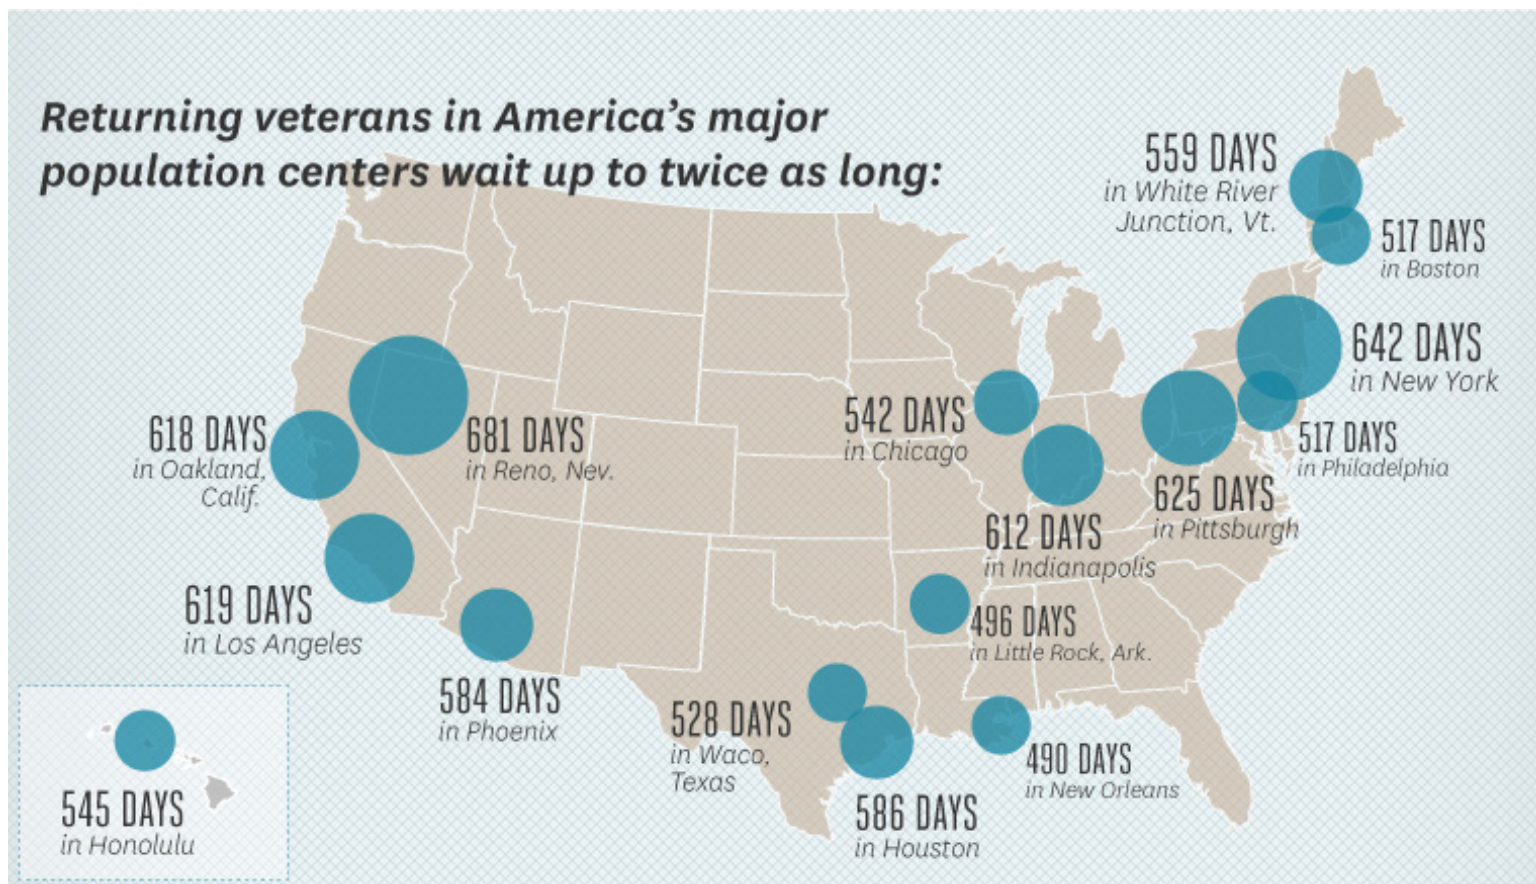 Returning veterans in America's major
population centers wait up to twice as long:
559 DAYS
in White River
Junction, Vt.
517 DAYS
in Boston
642 DAYS
in New York
517 DAYS
in Philadelphia
625 DAYS
in Pittsburgh
542 DAYS
in Chicago
612 DAYS
in Indianapolis
618 DAYS
in Oakland,
Calif.
681 DAYS
in Reno, Nev.
619 DAYS
in Los Angeles
584 DAYS
in Phoenix
496 DAYS
in Little Rock, Ark.
528 DAYS
in Waco,
Texas
586 DAYS
in Houston
490 DAYS
in New Orleans
545 DAYS
in Honolulu